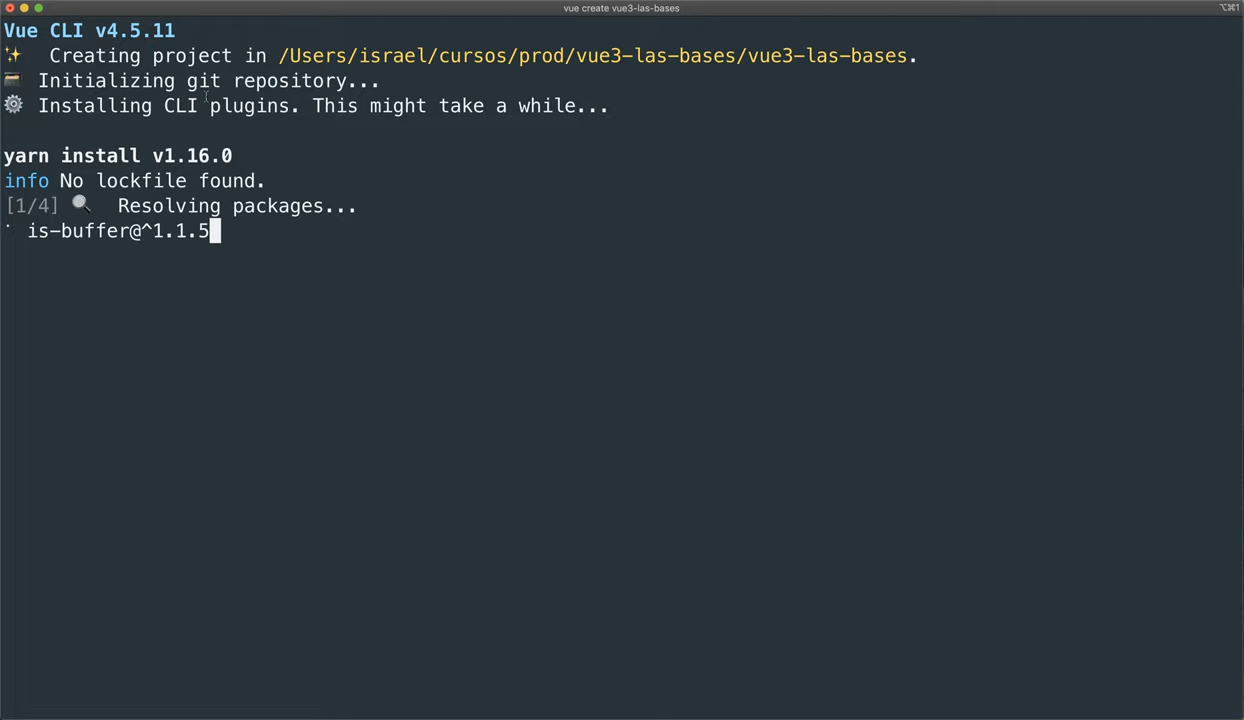 vue create vue3-las-bases
⌥⌘1
Vue CLI v4.5.11
✨ Creating project in /Users/israel/cursos/prod/vue3-las-bases/vue3-las-bases.
🗃 Initializing git repository...
⚙ Installing CLI plugins. This might take a while...
yarn install v1.16.0
info No lockfile found.
[1/4] 🔍 Resolving packages...
⠁ is-buffer@^1.1.5